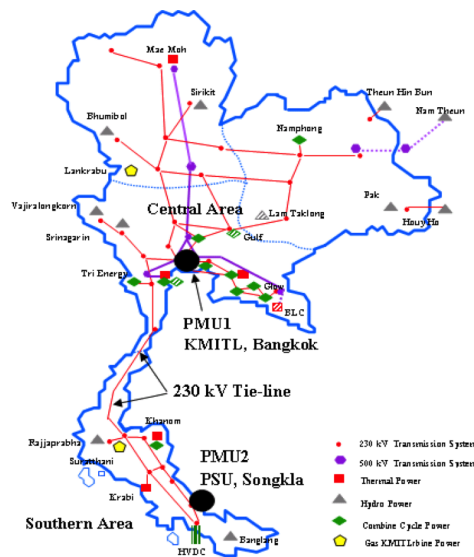 Mae Moh
Sirikit
Theun Hin Bun
Nam Theun
Bhumibol
Namphong
Lankrabu
Vajiralongkorn
Central Area
Lam Taklong
Pak
Houy Ho
Srinagarin
Gulf
Tri Energy
Glow
BLC
PMU1
KMITL, Bangkok
230 kV Tie-line
Khanom
Rajjaprabha
Suratthani
PMU2
PSU, Songkla
Krabi
Southern Area
HVDC
Banglang
230 kV Transmission System
500 kV Transmission System
Thermal Power
Hydro Power
Combine Cycle Power
Gas KMITLrbine Power